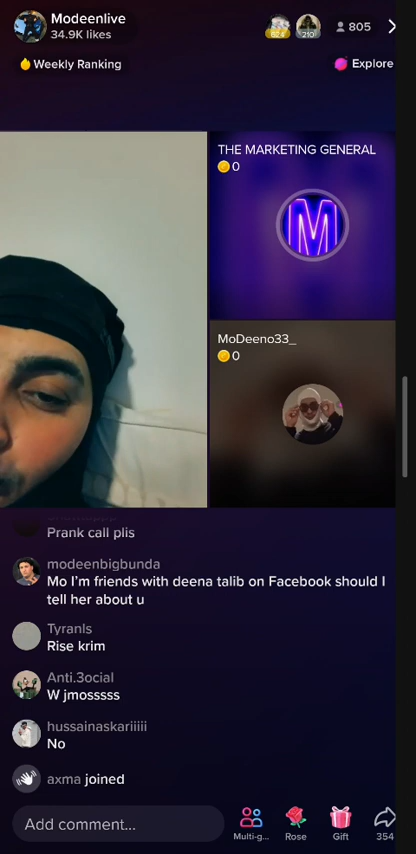 Modeenlive
34.9K likes
624
210
805
Weekly Ranking
Explore
THE MARKETING GENERAL
0
M
MoDeeno33_
0
Prank call plis
modeenbigbunda
Mo I'm friends with deena talib on Facebook should I
tell her about u
Tyranls
Rise krim
Anti.3ocial
W jmosssss
hussainaskariiiii
No
axma joined
Add comment...
Multi-g...
Rose
Gift
354